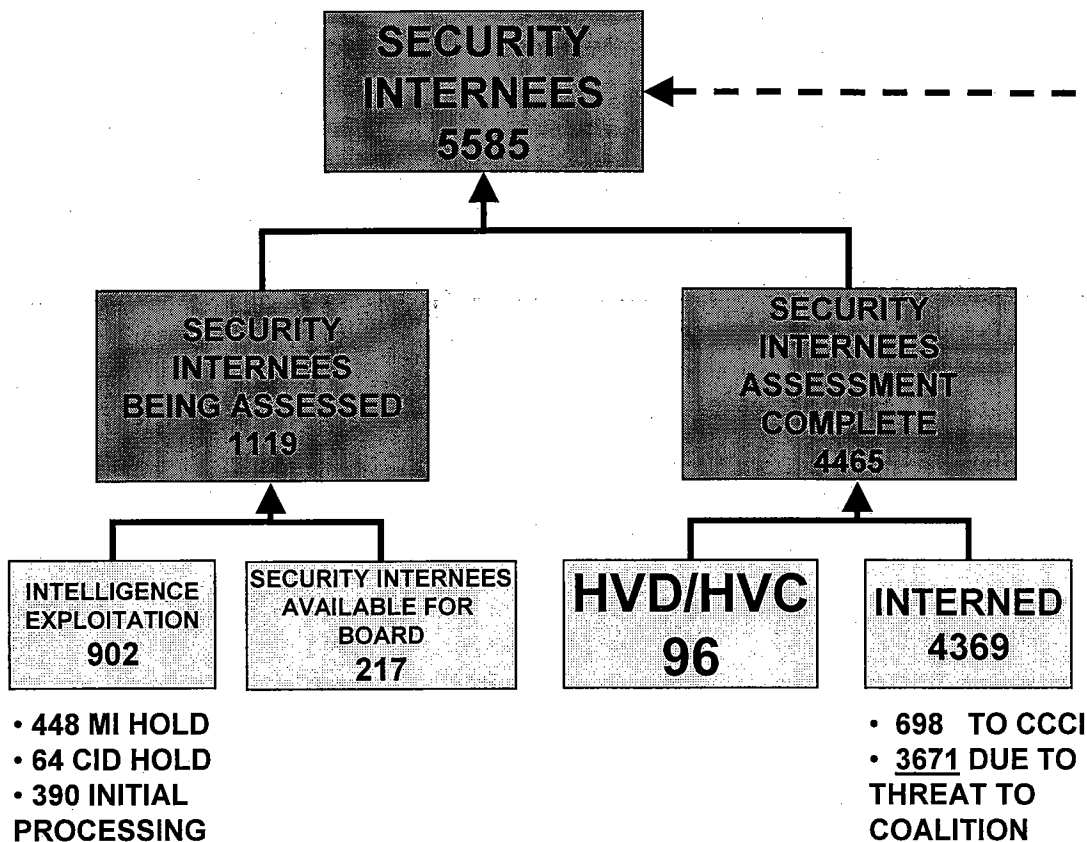 SECURITY
INTERNEES
5585
SECURITY
INTERNEES
BEING ASSESSED
1119
SECURITY
INTERNEES
ASSESSMENT
COMPLETE
4465
INTELLIGENCE
EXPLOITATION
902
SECURITY INTERNEES
AVAILABLE FOR
BOARD
217
HVD/HVC
96
INTERNED
4369
• 448 MI HOLD
• 64 CID HOLD
• 390 INITIAL
PROCESSING
• 698 TO CCCI
• 3671 DUE TO
THREAT TO
COALITION